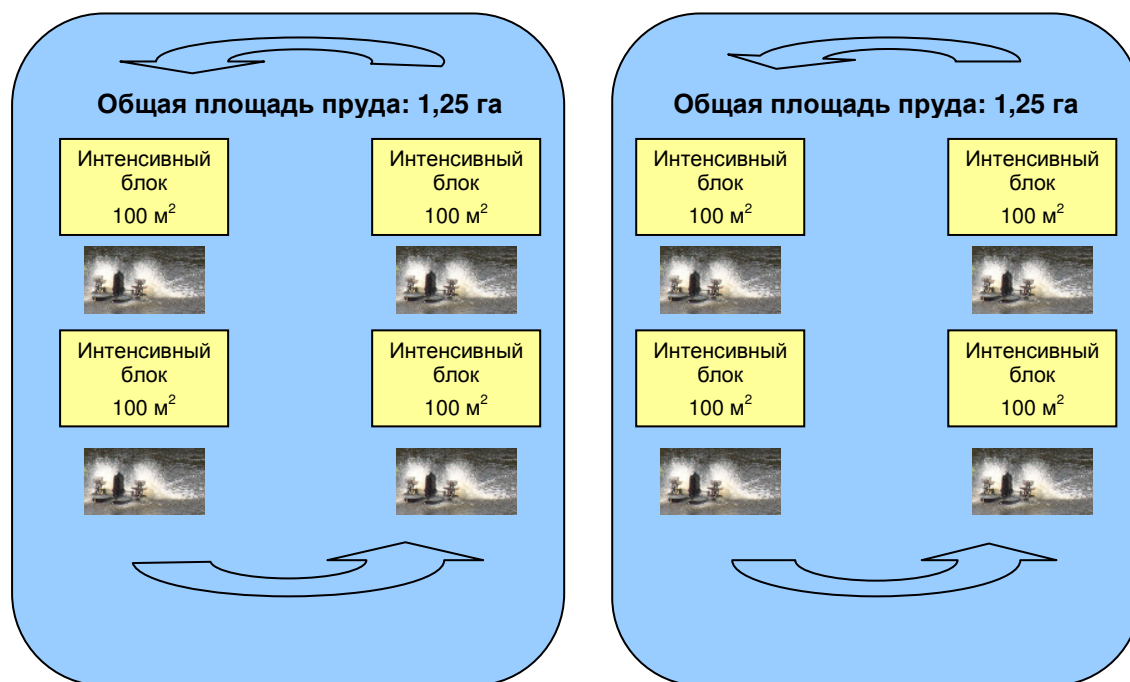 Общая площадь пруда: 1,25 га
Интенсивный
блок
100 м²
Интенсивный
блок
100 м²
Интенсивный
блок
100 м²
Интенсивный
блок
100 м²
Общая площадь пруда: 1,25 га
Интенсивный
блок
100 м²
Интенсивный
блок
100 м²
Интенсивный
блок
100 м²
Интенсивный
блок
100 м²